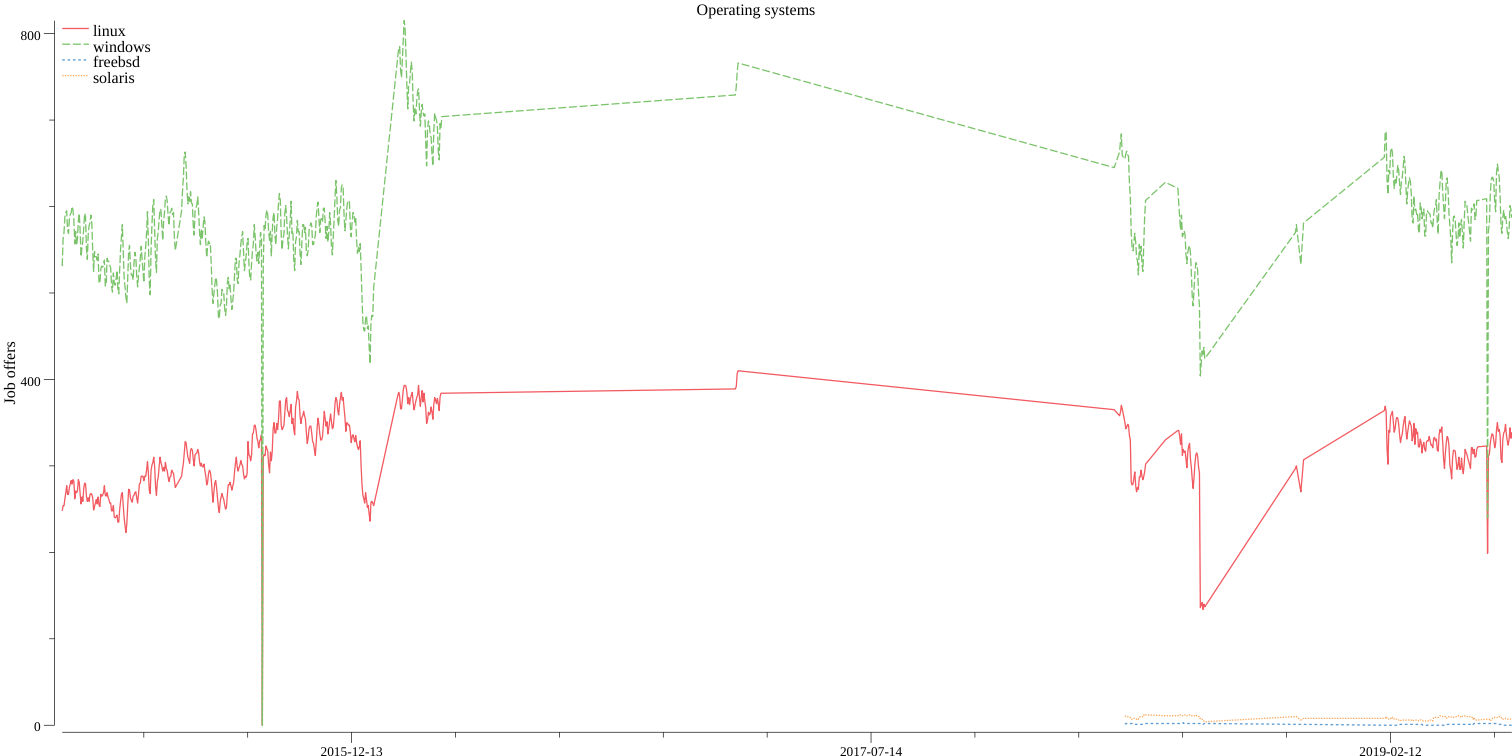 Operating systems
800
linux
windows
freebsd
solaris
Job offers
400
0
2015-12-13
2017-07-14
2019-02-12